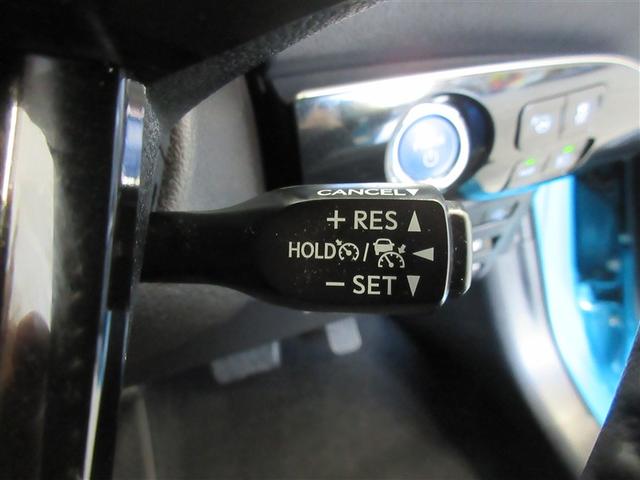 CANCEL▼
+ RES ▲
HOLD / ◀
− SET ▼